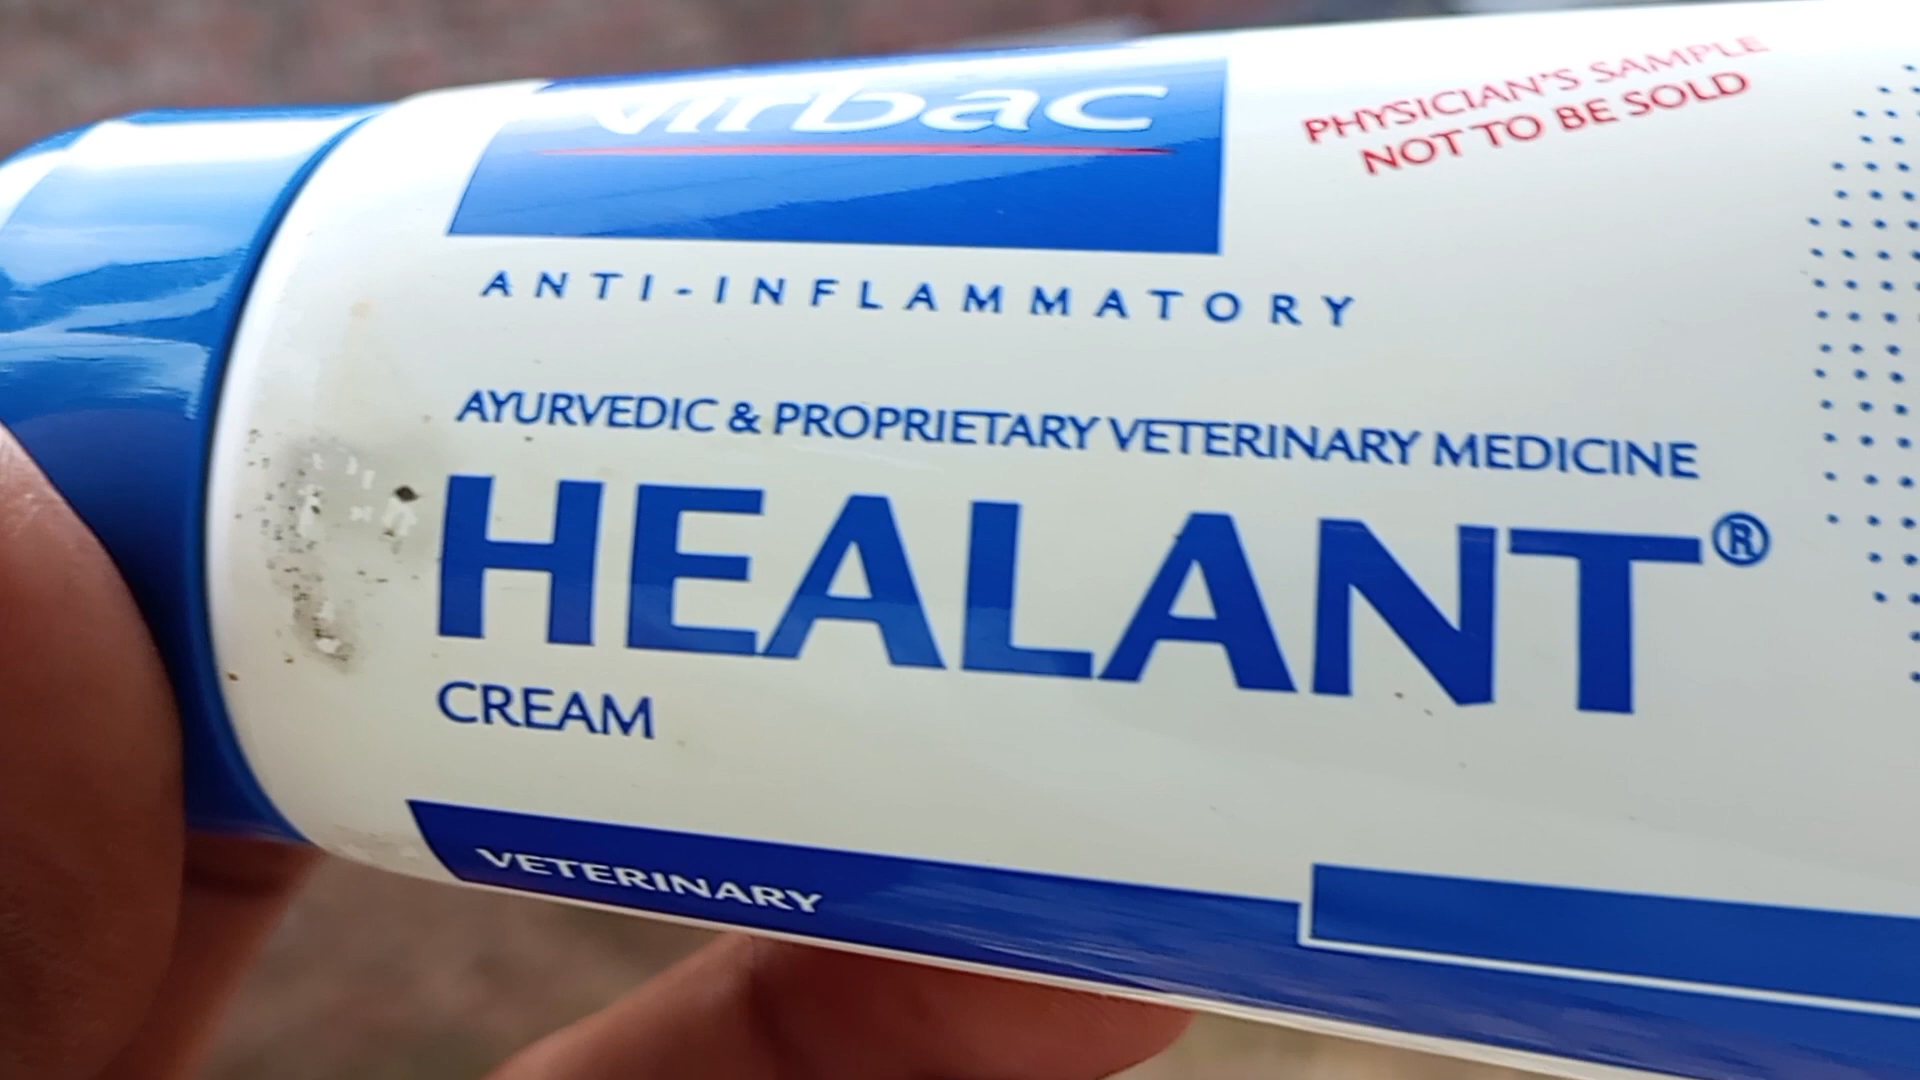 virbac
PHYSICIAN'S SAMPLE
NOT TO BE SOLD
ANTI-INFLAMMATORY
AYURVEDIC & PROPRIETARY VETERINARY MEDICINE
HEALANT®
CREAM
VETERINARY